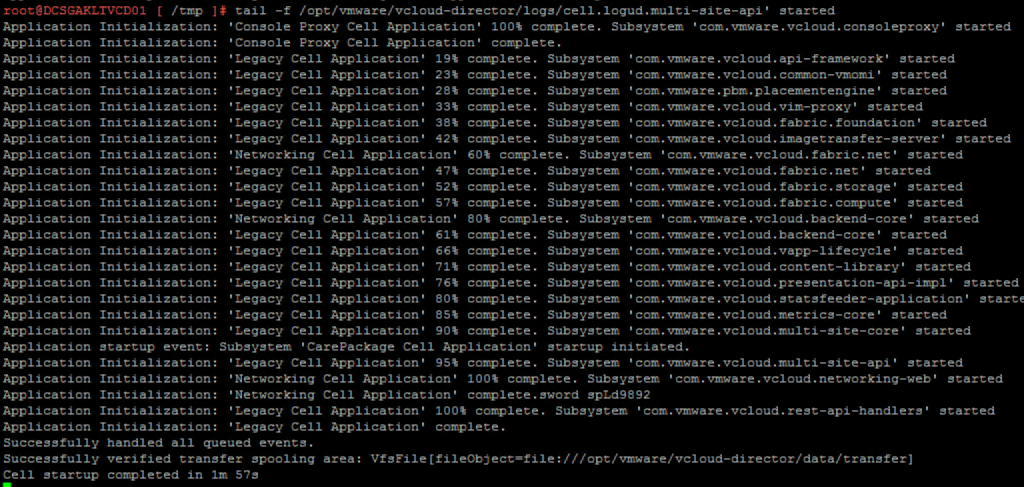 root@DCSGAKLTVCD01 [ /tmp ]# tail -f /opt/vmware/vcloud-director/logs/cell.logud.multi-site-api' started
Application Initialization: 'Console Proxy Cell Application' 100% complete. Subsystem 'com.vmware.vcloud.consoleproxy' started
Application Initialization: 'Console Proxy Cell Application' complete.
Application Initialization: 'Legacy Cell Application' 19% complete. Subsystem 'com.vmware.vcloud.api-framework' started
Application Initialization: 'Legacy Cell Application' 23% complete. Subsystem 'com.vmware.vcloud.common-vmomi' started
Application Initialization: 'Legacy Cell Application' 28% complete. Subsystem 'com.vmware.pbm.placementengine' started
Application Initialization: 'Legacy Cell Application' 33% complete. Subsystem 'com.vmware.vcloud.vim-proxy' started
Application Initialization: 'Legacy Cell Application' 38% complete. Subsystem 'com.vmware.vcloud.fabric.foundation' started
Application Initialization: 'Legacy Cell Application' 42% complete. Subsystem 'com.vmware.vcloud.imagetransfer-server' started
Application Initialization: 'Networking Cell Application' 60% complete. Subsystem 'com.vmware.vcloud.fabric.net' started
Application Initialization: 'Legacy Cell Application' 47% complete. Subsystem 'com.vmware.vcloud.fabric.net' started
Application Initialization: 'Legacy Cell Application' 52% complete. Subsystem 'com.vmware.vcloud.fabric.storage' started
Application Initialization: 'Legacy Cell Application' 57% complete. Subsystem 'com.vmware.vcloud.fabric.compute' started
Application Initialization: 'Networking Cell Application' 80% complete. Subsystem 'com.vmware.vcloud.backend-core' started
Application Initialization: 'Legacy Cell Application' 61% complete. Subsystem 'com.vmware.vcloud.backend-core' started
Application Initialization: 'Legacy Cell Application' 66% complete. Subsystem 'com.vmware.vcloud.vapp-lifecycle' started
Application Initialization: 'Legacy Cell Application' 71% complete. Subsystem 'com.vmware.vcloud.content-library' started
Application Initialization: 'Legacy Cell Application' 76% complete. Subsystem 'com.vmware.vcloud.presentation-api-impl' started
Application Initialization: 'Legacy Cell Application' 80% complete. Subsystem 'com.vmware.vcloud.statsfeeder-application' starte
Application Initialization: 'Legacy Cell Application' 85% complete. Subsystem 'com.vmware.vcloud.metrics-core' started
Application Initialization: 'Legacy Cell Application' 90% complete. Subsystem 'com.vmware.vcloud.multi-site-core' started
Application startup event: Subsystem 'CarePackage Cell Application' startup initiated.
Application Initialization: 'Legacy Cell Application' 95% complete. Subsystem 'com.vmware.vcloud.multi-site-api' started
Application Initialization: 'Networking Cell Application' 100% complete. Subsystem 'com.vmware.vcloud.networking-web' started
Application Initialization: 'Networking Cell Application' complete.sword spLd9892
Application Initialization: 'Legacy Cell Application' 100% complete. Subsystem 'com.vmware.vcloud.rest-api-handlers' started
Application Initialization: 'Legacy Cell Application' complete.
Successfully handled all queued events.
Successfully verified transfer spooling area: VfsFile[fileObject=file:///opt/vmware/vcloud-director/data/transfer]
Cell startup completed in 1m 57s